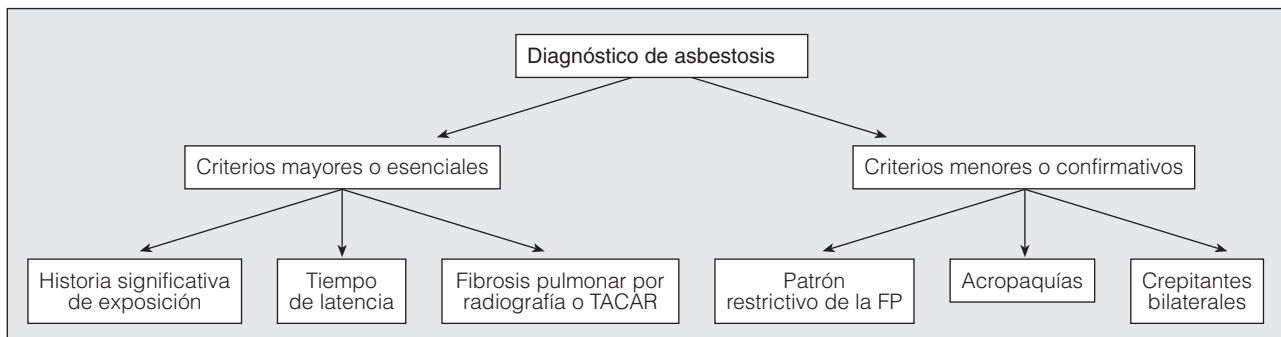 Diagnóstico de asbestosis
Criterios mayores o esenciales
Criterios menores o confirmativos
Historia significativa
de exposición
Tiempo
de latencia
Fibrosis pulmonar por
radiografía o TACAR
Patrón
restrictivo de la FP
Acropaquías
Crepitantes
bilaterales